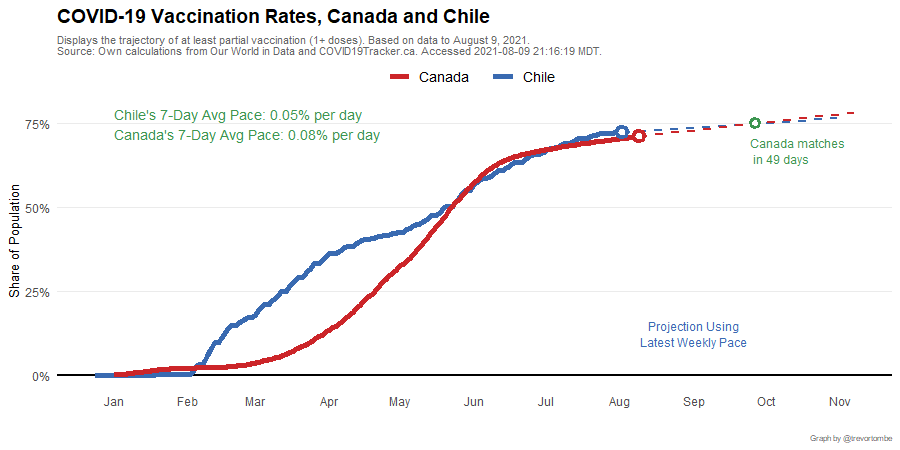 COVID-19 Vaccination Rates, Canada and Chile
Displays the trajectory of at least partial vaccination (1+ doses). Based on data to August 9, 2021.
Source: Own calculations from Our World in Data and COVID19Tracker.ca. Accessed 2021-08-09 21:16:19 MDT.
Canada Chile
Chile's 7-Day Avg Pace: 0.05% per day
Canada's 7-Day Avg Pace: 0.08% per day
75%
Canada matches
in 49 days
50%
Share of Population
25%
Projection Using
Latest Weekly Pace
0%
Jan Feb Mar Apr May Jun Jul Aug Sep Oct Nov
Graph by @trevortombe